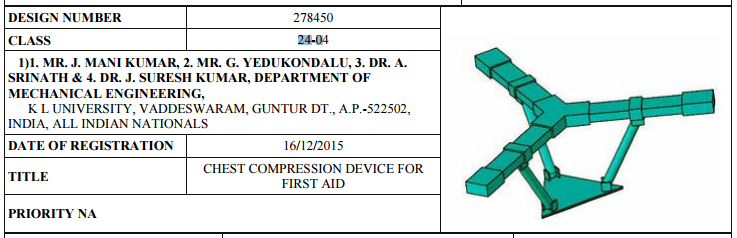 DESIGN NUMBER 278450
CLASS 24-04
1)1. MR. J. MANI KUMAR, 2. MR. G. YEDUKONDALU, 3. DR. A.
SRINATH & 4. DR. J. SURESH KUMAR, DEPARTMENT OF
MECHANICAL ENGINEERING,
K L UNIVERSITY, VADDESWARAM, GUNTUR DT., A.P.-522502,
INDIA, ALL INDIAN NATIONALS
DATE OF REGISTRATION 16/12/2015
TITLE CHEST COMPRESSION DEVICE FOR
FIRST AID
PRIORITY NA